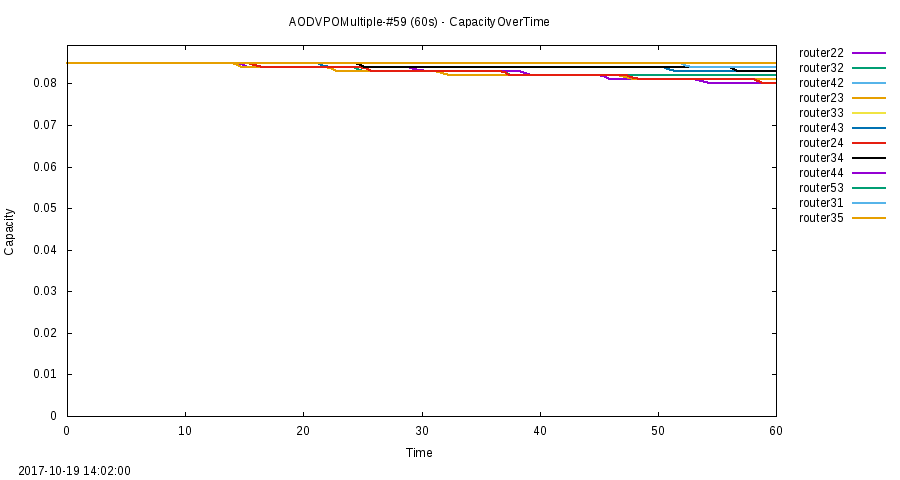 AODVPOMultiple-#59 (60s) - CapacityOverTime
router22
router32
router42
router23
router33
router43
router24
router34
router44
router53
router31
router35
0.08
0.07
0.06
0.05
0.04
0.03
0.02
0.01
0
Capacity
0 10 20 30 40 50 60
Time
2017-10-19 14:02:00